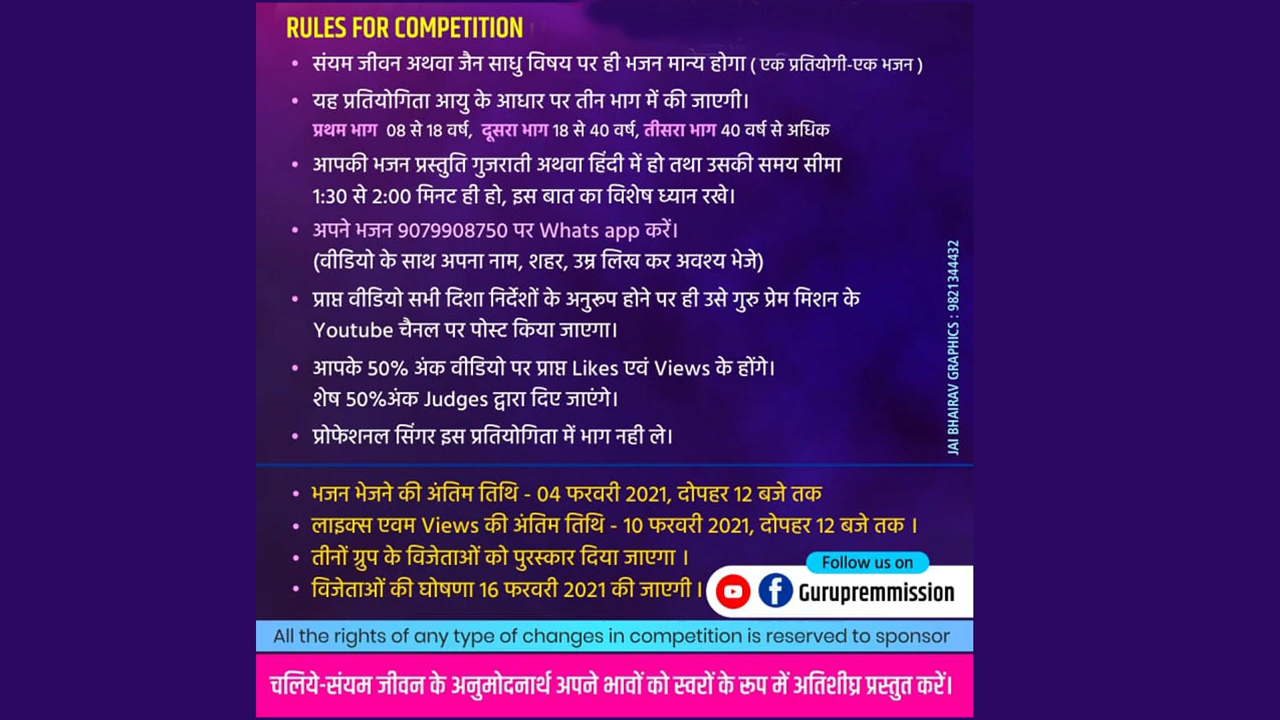 RULES FOR COMPETITION
• संयम जीवन अथवा जैन साधु विषय पर ही भजन मान्य होगा ( एक प्रतियोगी-एक भजन )
• यह प्रतियोगिता आयु के आधार पर तीन भाग में की जाएगी।
प्रथम भाग 08 से 18 वर्ष, दूसरा भाग 18 से 40 वर्ष, तीसरा भाग 40 वर्ष से अधिक
• आपकी भजन प्रस्तुति गुजराती अथवा हिंदी में हो तथा उसकी समय सीमा
1:30 से 2:00 मिनट ही हो, इस बात का विशेष ध्यान रखे।
• अपने भजन 9079908750 पर Whats app करें।
(वीडियो के साथ अपना नाम, शहर, उम्र लिख कर अवश्य भेजे)
• प्राप्त वीडियो सभी दिशा निर्देशों के अनुरूप होने पर ही उसे गुरु प्रेम मिशन के
Youtube चैनल पर पोस्ट किया जाएगा।
• आपके 50% अंक वीडियो पर प्राप्त Likes एवं Views के होंगे।
शेष 50%अंक Judges द्वारा दिए जाएंगे।
• प्रोफेशनल सिंगर इस प्रतियोगिता में भाग नही ले।
JAI BHAIRAV GRAPHICS : 9821344432
• भजन भेजने की अंतिम तिथि - 04 फरवरी 2021, दोपहर 12 बजे तक
• लाइक्स एवम Views की अंतिम तिथि - 10 फरवरी 2021, दोपहर 12 बजे तक ।
• तीनों ग्रुप के विजेताओं को पुरस्कार दिया जाएगा ।
• विजेताओं की घोषणा 16 फरवरी 2021 की जाएगी ।
Follow us on
Gurupremmission
All the rights of any type of changes in competition is reserved to sponsor
चलिये-संयम जीवन के अनुमोदनार्थ अपने भावों को स्वरों के रूप में अतिशीघ्र प्रस्तुत करें।